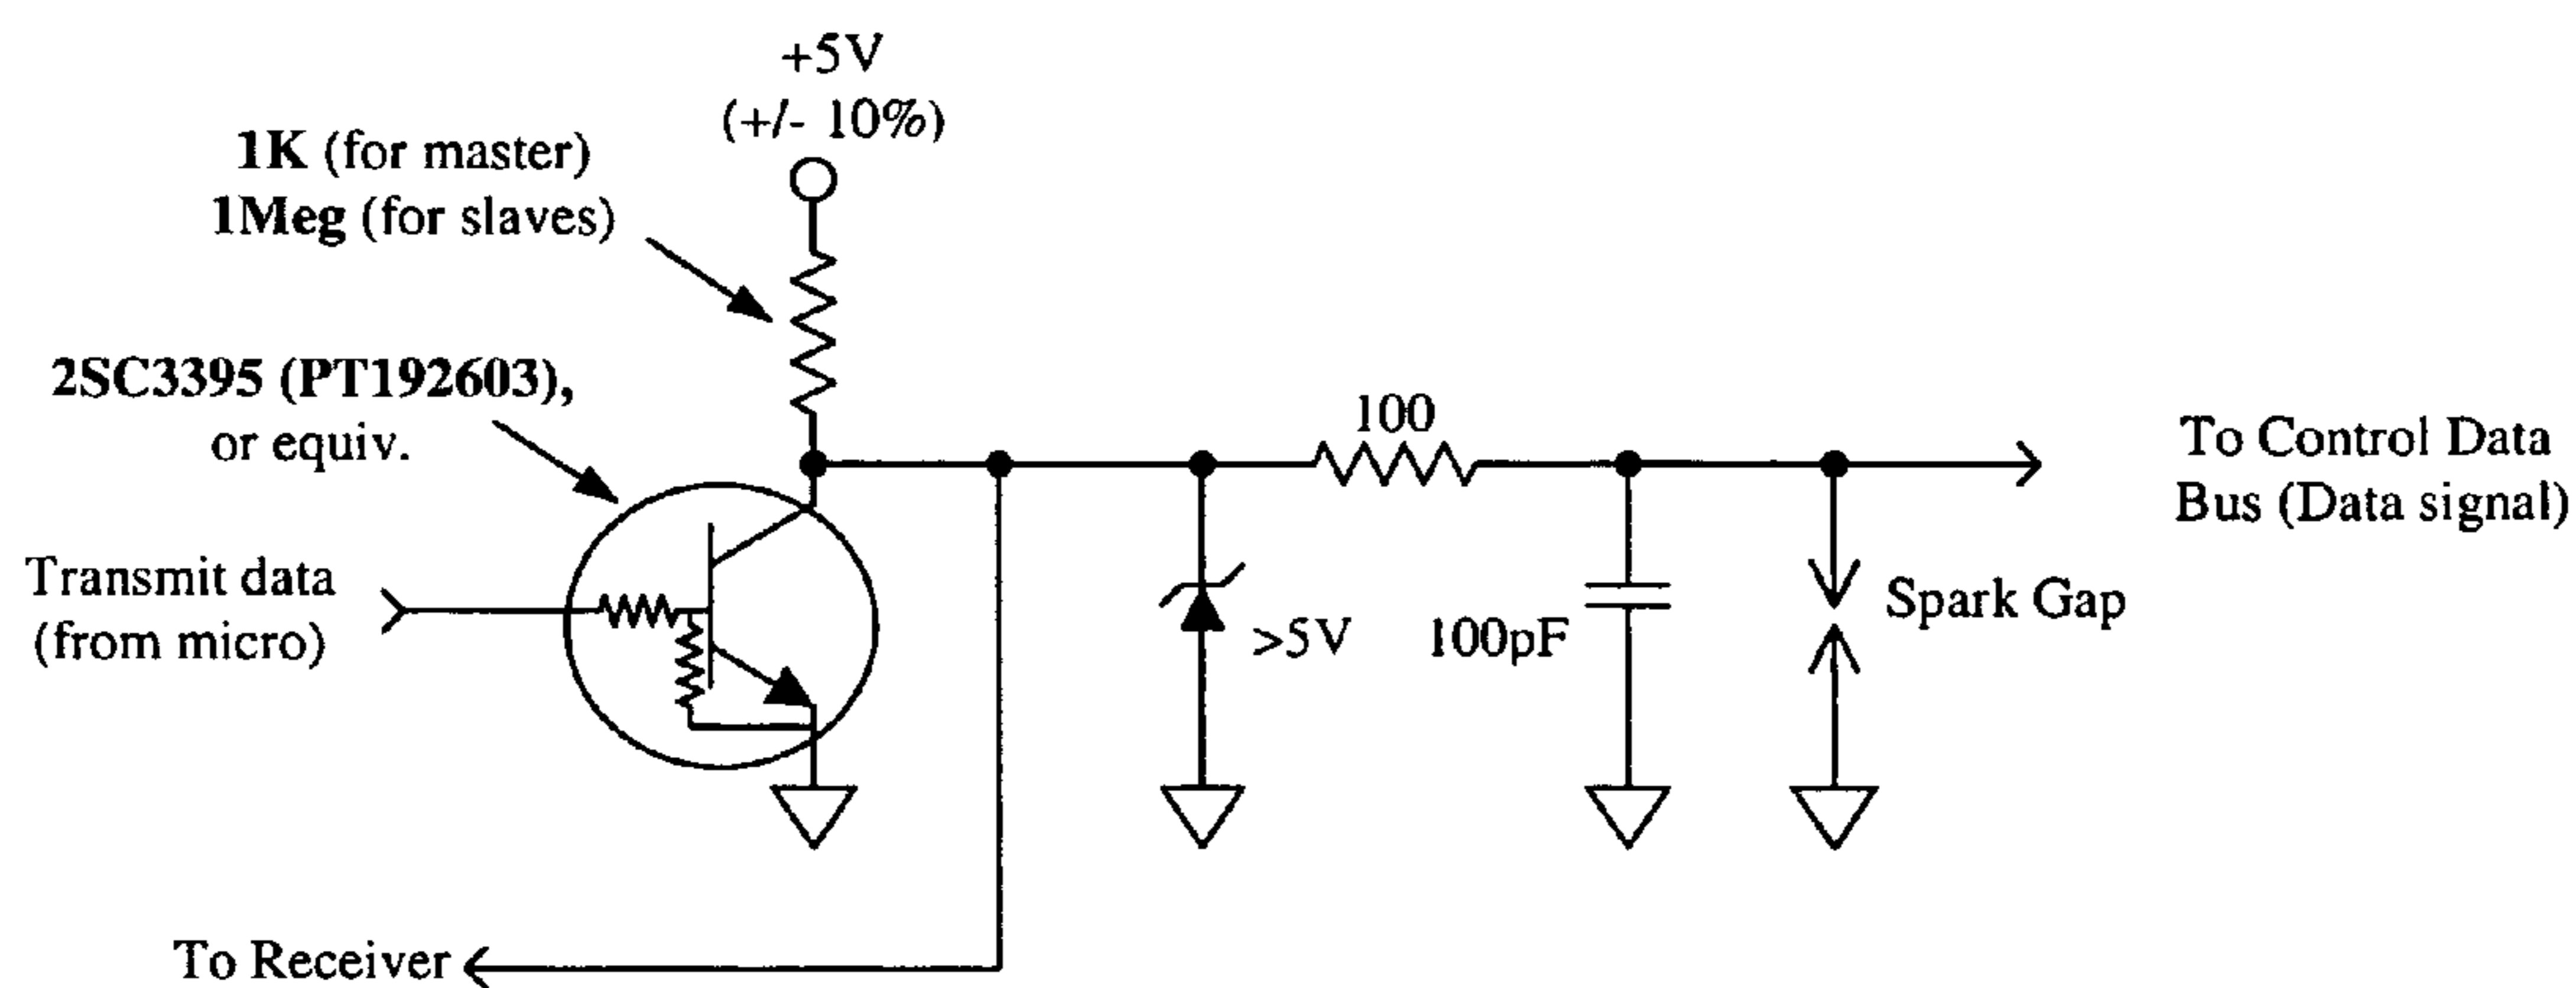 +5V
(+/- 10%)
1K (for master)
1Meg (for slaves)
2SC3395 (PT192603),
or equiv.
100
To Control Data
Bus (Data signal)
Transmit data
(from micro)
>5V
100pF
Spark Gap
To Receiver